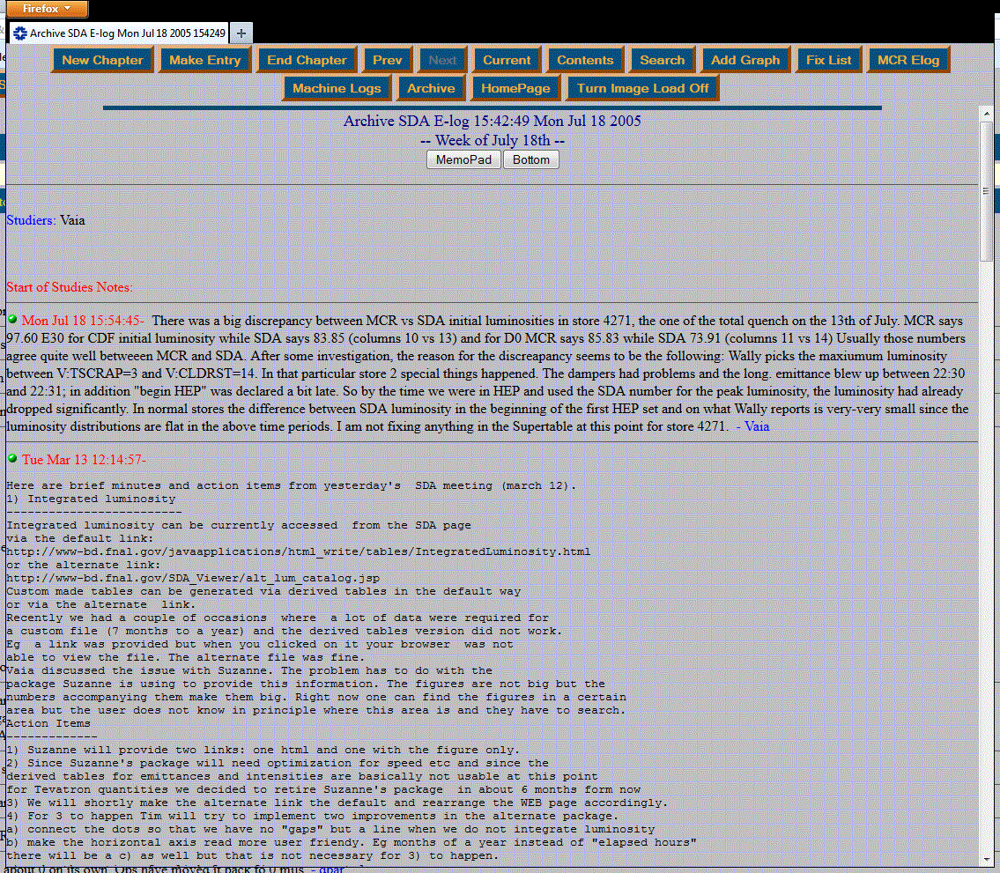 Firefox
Archive SDA E-log Mon Jul 18 2005 154249
New Chapter Make Entry End Chapter Prev Next Current Contents Search Add Graph Fix List MCR Elog
Machine Logs Archive HomePage Turn Image Load Off
Archive SDA E-log 15:42:49 Mon Jul 18 2005
-- Week of July 18th --
MemoPad Bottom
Studiers: Vaia
Start of Studies Notes:
Mon Jul 18 15:54:45- There was a big discrepancy between MCR vs SDA initial luminosities in store 4271, the one of the total quench on the 13th of July. MCR says
97.60 E30 for CDF initial luminosity while SDA says 83.85 (columns 10 vs 13) and for D0 MCR says 85.83 while SDA 73.91 (columns 11 vs 14) Usually those numbers
agree quite well betweeen MCR and SDA. After some investigation, the reason for the discreapancy seems to be the following: Wally picks the maxiumum luminosity
between V:TSCRAP=3 and V:CLDRST=14. In that particular store 2 special things happened. The dampers had problems and the long. emittance blew up between 22:30
and 22:31; in addition "begin HEP" was declared a bit late. So by the time we were in HEP and used the SDA number for the peak luminosity, the luminosity had already
dropped significantly. In normal stores the difference between SDA luminosity in the beginning of the first HEP set and on what Wally reports is very-very small since the
luminosity distributions are flat in the above time periods. I am not fixing anything in the Supertable at this point for store 4271. - Vaia
Tue Mar 13 12:14:57-
Here are brief minutes and action items from yesterday's SDA meeting (march 12).
1) Integrated luminosity
-------------------------
Integrated luminosity can be currently accessed from the SDA page
via the default link:
http://www-bd.fnal.gov/javaapplications/html_write/tables/IntegratedLuminosity.html
or the alternate link:
http://www-bd.fnal.gov/SDA_Viewer/alt_lum_catalog.jsp
Custom made tables can be generated via derived tables in the default way
or via the alternate link.
Recently we had a couple of occasions where a lot of data were required for
a custom file (7 months to a year) and the derived tables version did not work.
Eg a link was provided but when you clicked on it your browser was not
able to view the file. The alternate file was fine.
Vaia discussed the issue with Suzanne. The problem has to do with the
package Suzanne is using to provide this information. The figures are not big but the
numbers accompanying them make them big. Right now one can find the figures in a certain
area but the user does not know in principle where this area is and they have to search.
Action Items
-------------
1) Suzanne will provide two links: one html and one with the figure only.
2) Since Suzanne's package will need optimization for speed etc and since the
derived tables for emittances and intensities are basically not usable at this point
for Tevatron quantities we decided to retire Suzanne's package in about 6 months form now
3) We will shortly make the alternate link the default and rearrange the WEB page accordingly.
4) For 3 to happen Tim will try to implement two improvements in the alternate package.
a) connect the dots so that we have no "gaps" but a line when we do not integrate luminosity
b) make the horizontal axis read more user friendy. Eg months of a year instead of "elapsed hours"
there will be a c) as well but that is not necessary for 3) to happen.